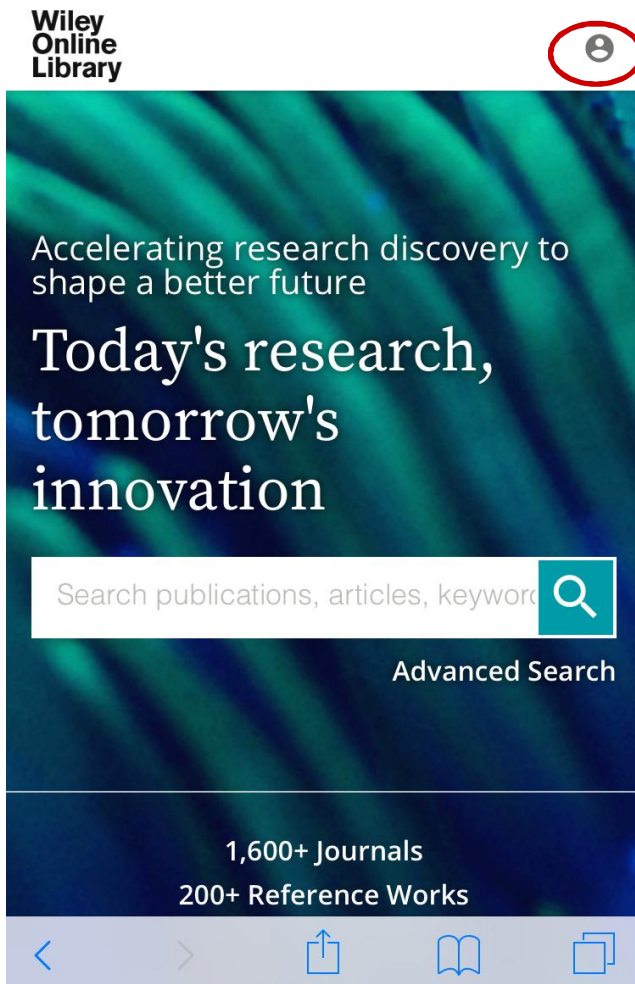 Wiley
Online
Library
Accelerating research discovery to
shape a better future
Today's research,
tomorrow's
innovation
Search publications, articles, keyword
Advanced Search
1,600+ Journals
200+ Reference Works